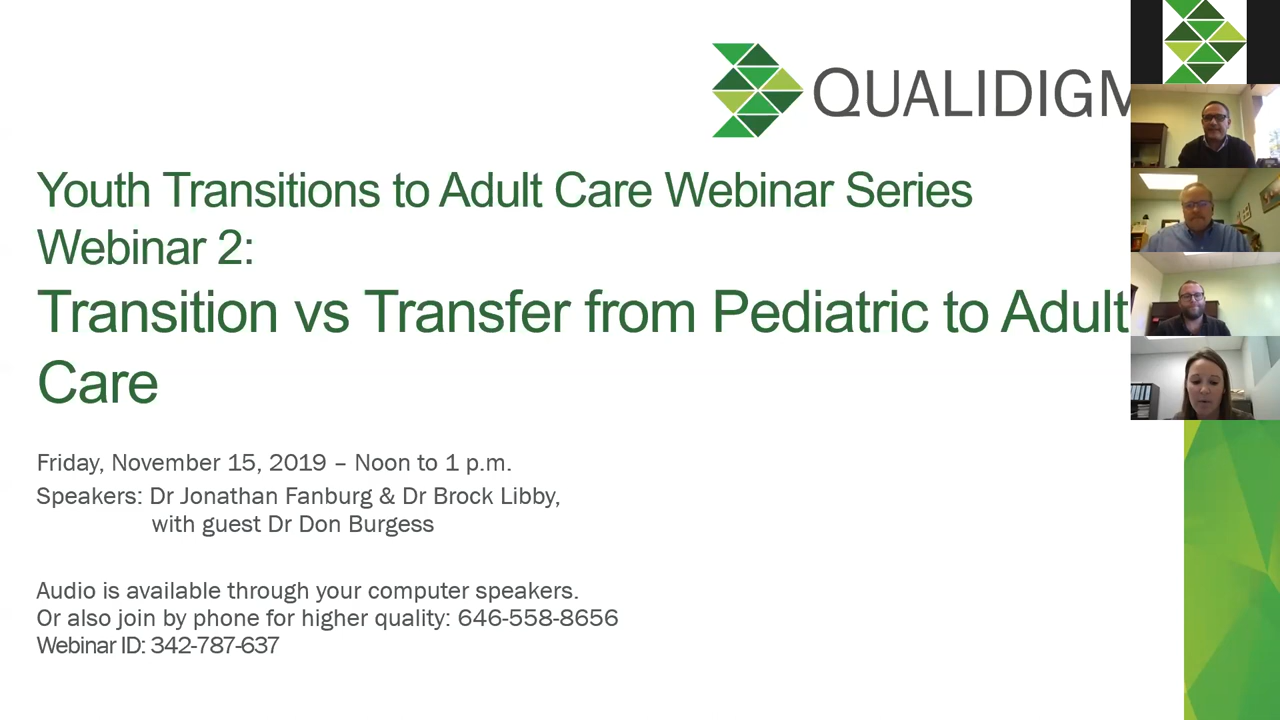 QUALIDIGM
Youth Transitions to Adult Care Webinar Series
Webinar 2:
Transition vs Transfer from Pediatric to Adult
Care
Friday, November 15, 2019 – Noon to 1 p.m.
Speakers: Dr Jonathan Fanburg & Dr Brock Libby,
with guest Dr Don Burgess
Audio is available through your computer speakers.
Or also join by phone for higher quality: 646-558-8656
Webinar ID: 342-787-637